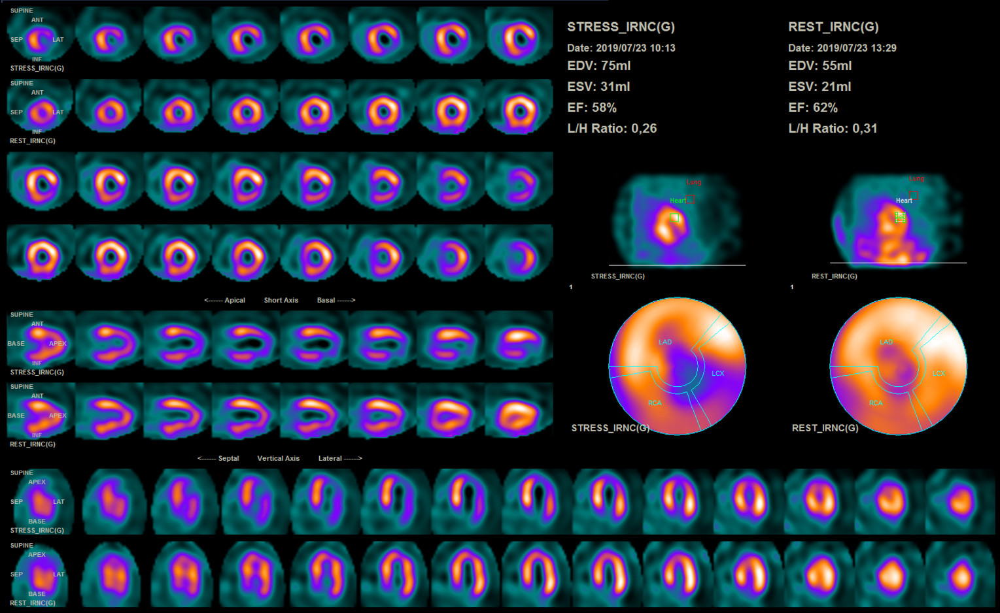 SUPINE
ANT
SEP LAT
INF
STRESS_IRNC(G)
SUPINE
ANT
SEP LAT
INF
REST_IRNC(G)
<------ Apical Short Axis Basal ------>
SUPINE
ANT
BASE APEX
INF
STRESS_IRNC(G)
SUPINE
ANT
BASE APEX
INF
REST_IRNC(G)
<------ Septal Vertical Axis Lateral ------>
SUPINE
APEX
SEP LAT
BASE
STRESS_IRNC(G)
SUPINE
APEX
SEP LAT
BASE
REST_IRNC(G)
STRESS_IRNC(G)
Date: 2019/07/23 10:13
EDV: 75ml
ESV: 31ml
EF: 58%
L/H Ratio: 0,26
REST_IRNC(G)
Date: 2019/07/23 13:29
EDV: 55ml
ESV: 21ml
EF: 62%
L/H Ratio: 0,31
Lung
Heart
STRESS_IRNC(G)
1
Lung
Heart
REST_IRNC(G)
1
LAD
LCX
RCA
STRESS_IRNC(G)
LAD
LCX
RCA
REST_IRNC(G)